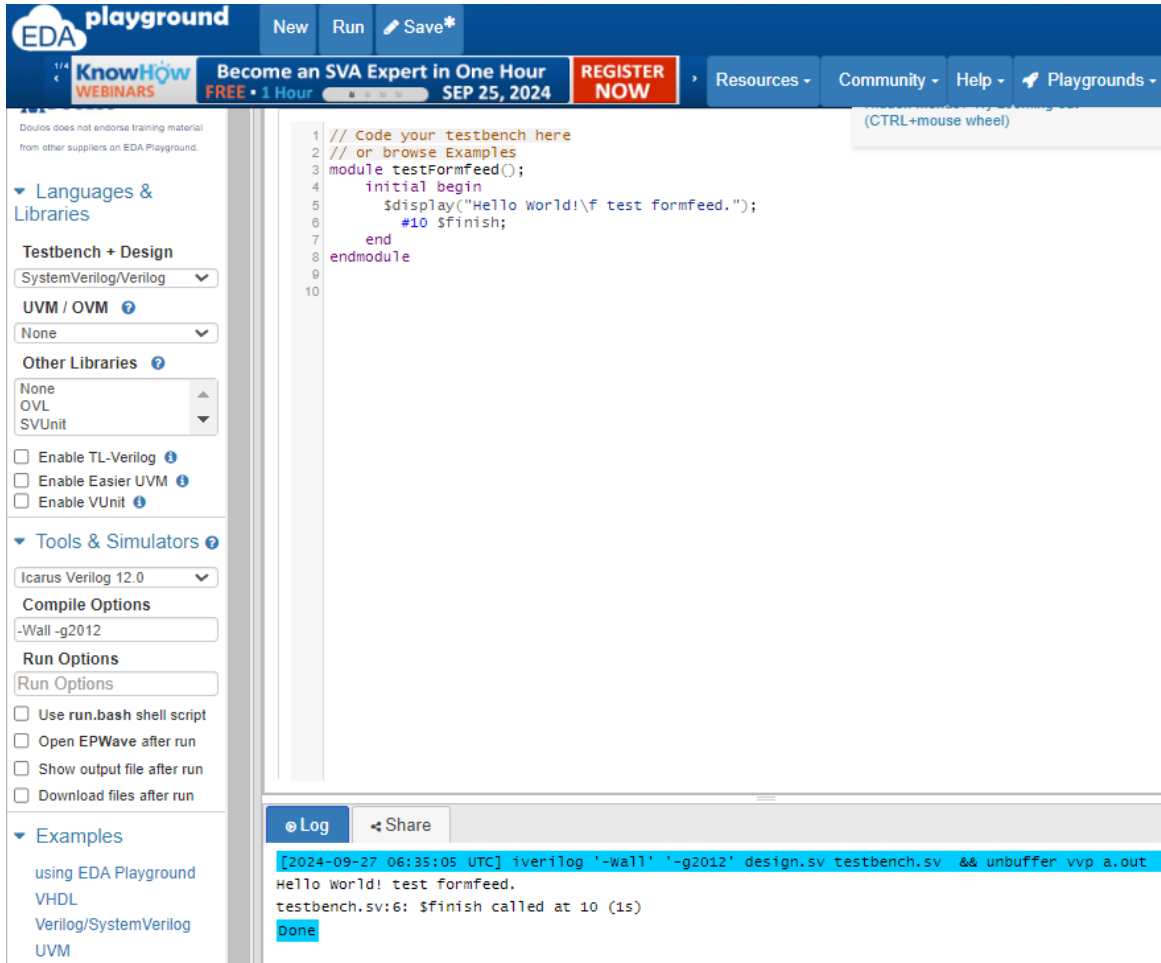 EDA playground
New Run Save*
1/4
KnowHow WEBINARS
Become an SVA Expert in One Hour
FREE • 1 Hour SEP 25, 2024
REGISTER NOW
Resources Community Help Playgrounds
Doulos does not endorse training material
from other suppliers on EDA Playground.
Languages &
Libraries
Testbench + Design
SystemVerilog/Verilog
UVM / OVM
None
Other Libraries
None
OVL
SVUnit
Enable TL-Verilog
Enable Easier UVM
Enable VUnit
Tools & Simulators
Icarus Verilog 12.0
Compile Options
-Wall -g2012
Run Options
Run Options
Use run.bash shell script
Open EPWave after run
Show output file after run
Download files after run
Examples
using EDA Playground
VHDL
Verilog/SystemVerilog
UVM
(CTRL+mouse wheel)
1 // Code your testbench here
2 // or browse Examples
3 module testFormfeed();
4 initial begin
5 $display("Hello World!\f test formfeed.");
6 #10 $finish;
7 end
8 endmodule
9
10
Log Share
[2024-09-27 06:35:05 UTC] iverilog '-Wall' '-g2012' design.sv testbench.sv && unbuffer vvp a.out
Hello World! test formfeed.
testbench.sv:6: $finish called at 10 (1s)
Done